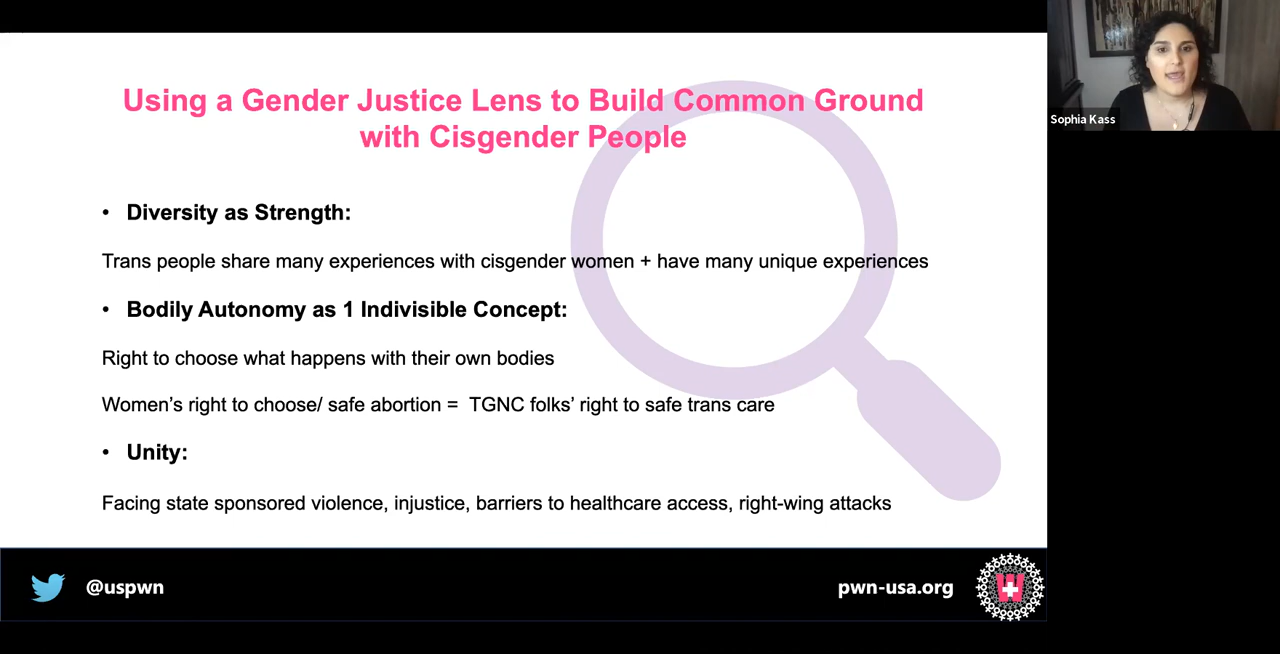 Using a Gender Justice Lens to Build Common Ground
with Cisgender People
• Diversity as Strength:
Trans people share many experiences with cisgender women + have many unique experiences
• Bodily Autonomy as 1 Indivisible Concept:
Right to choose what happens with their own bodies
Women’s right to choose/ safe abortion = TGNC folks’ right to safe trans care
• Unity:
Facing state sponsored violence, injustice, barriers to healthcare access, right-wing attacks
@uspwn
pwn-usa.org
W
Sophia Kass